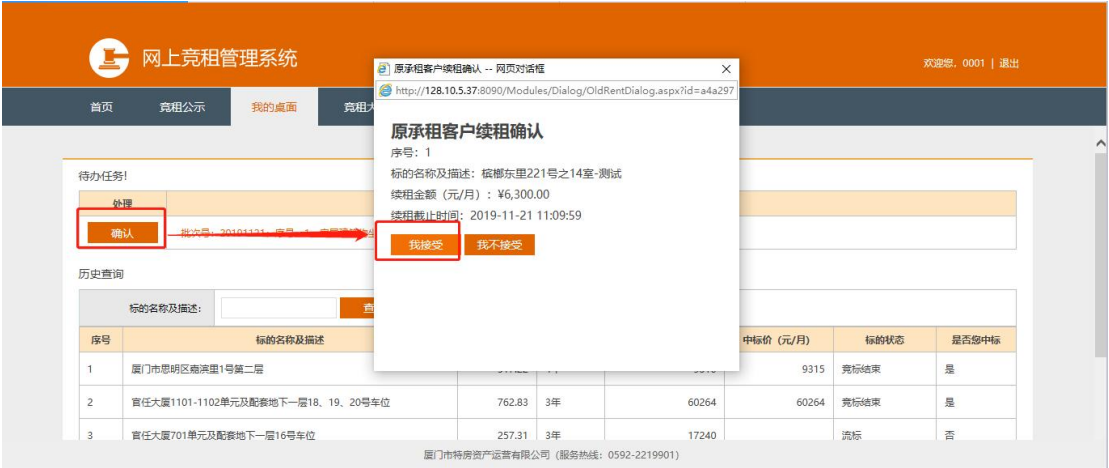 网上竞租管理系统
欢迎您，0001 | 退出
首页
竞租公示
我的桌面
竞租大
原承租客户续租确认 -- 网页对话框
http://128.10.5.37:8090/Modules/Dialog/OldRentDialog.aspx?id=a4a297
原承租客户续租确认
序号：1
标的名称及描述：槟榔东里221号之14室-测试
续租金额（元/月）：¥6,300.00
续租截止时间：2019-11-21 11:09:59
我接受
我不接受
待办任务!
处理
确认
批次号：20191121；序号：1
历史查询
标的名称及描述:
序号 标的名称及描述 中标价（元/月） 标的状态 是否您中标
1 厦门市思明区嘉滨里1号第二层 9315 竞标结束 是
2 官任大厦1101-1102单元及配套地下一层18、19、20号车位 762.83 3年 60264 60264 竞标结束 是
3 官任大厦701单元及配套地下一层16号车位 257.31 3年 17240 流标 否
厦门市特房资产运营有限公司（服务热线：0592-2219901）